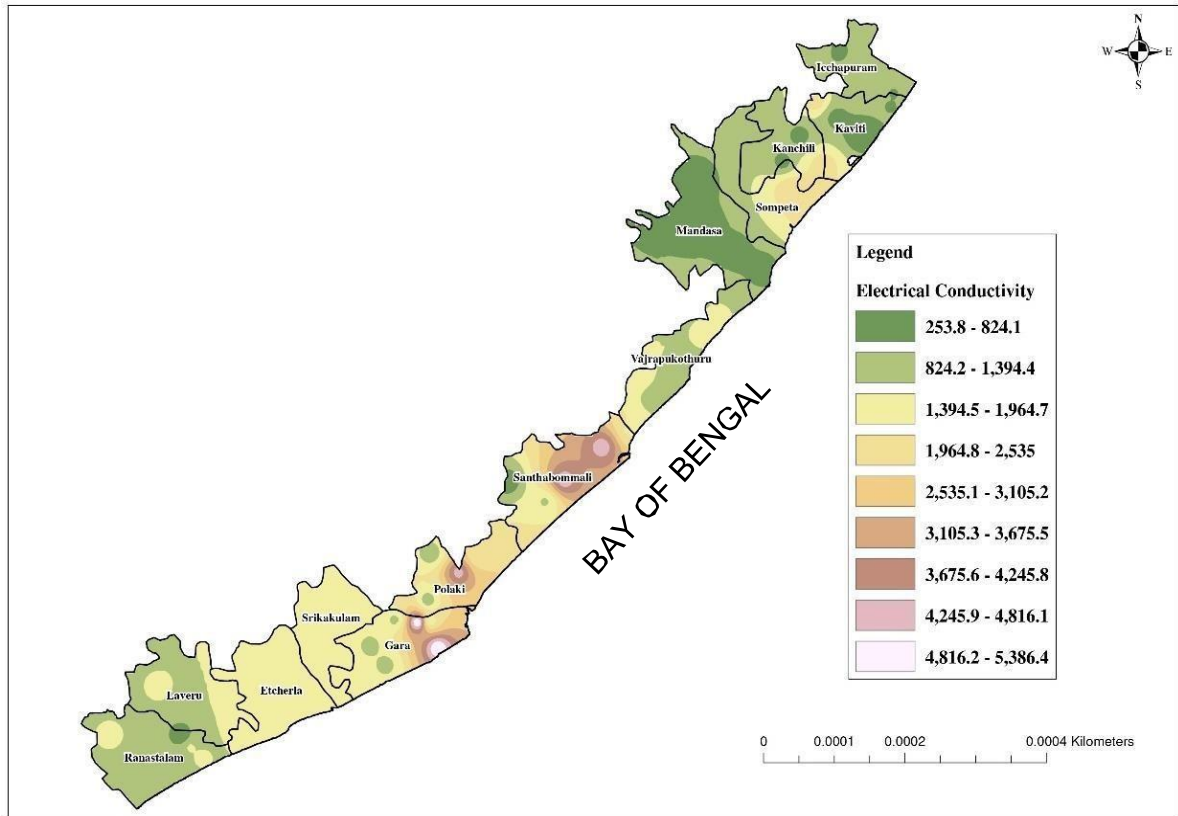 N
W E
S
Icchapuram
Kaviti
Kanchili
Sompeta
Mandasa
Vajrapukothuru
BAY OF BENGAL
Santhabommali
Polaki
Srikakulam
Gara
Etcherla
Laveru
Ranastalam
Legend
Electrical Conductivity
253.8 - 824.1
824.2 - 1,394.4
1,394.5 - 1,964.7
1,964.8 - 2,535
2,535.1 - 3,105.2
3,105.3 - 3,675.5
3,675.6 - 4,245.8
4,245.9 - 4,816.1
4,816.2 - 5,386.4
0 0.0001 0.0002 0.0004 Kilometers